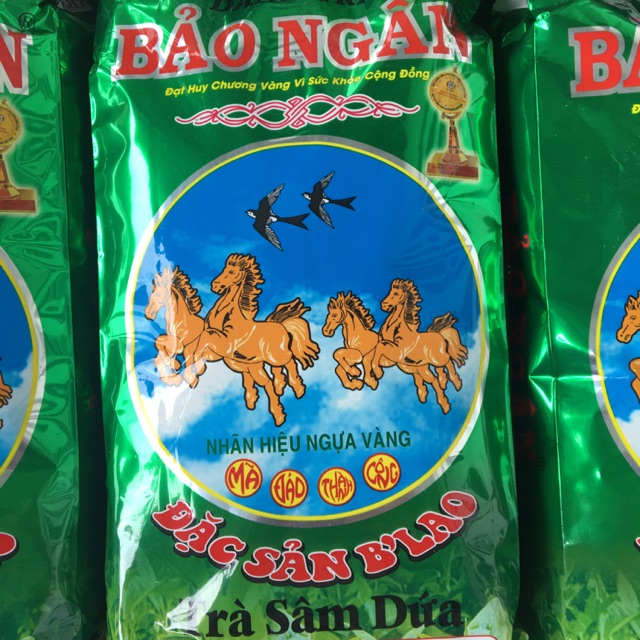 BẢO NGÂN
Đạt Huy Chương Vàng Vì Sức Khỏe Cộng Đồng
NHÃN HIỆU NGỰA VÀNG
MÃ ĐÁO THÀNH CÔNG
ĐẶC SẢN B'LAO
Trà Sâm Dứa